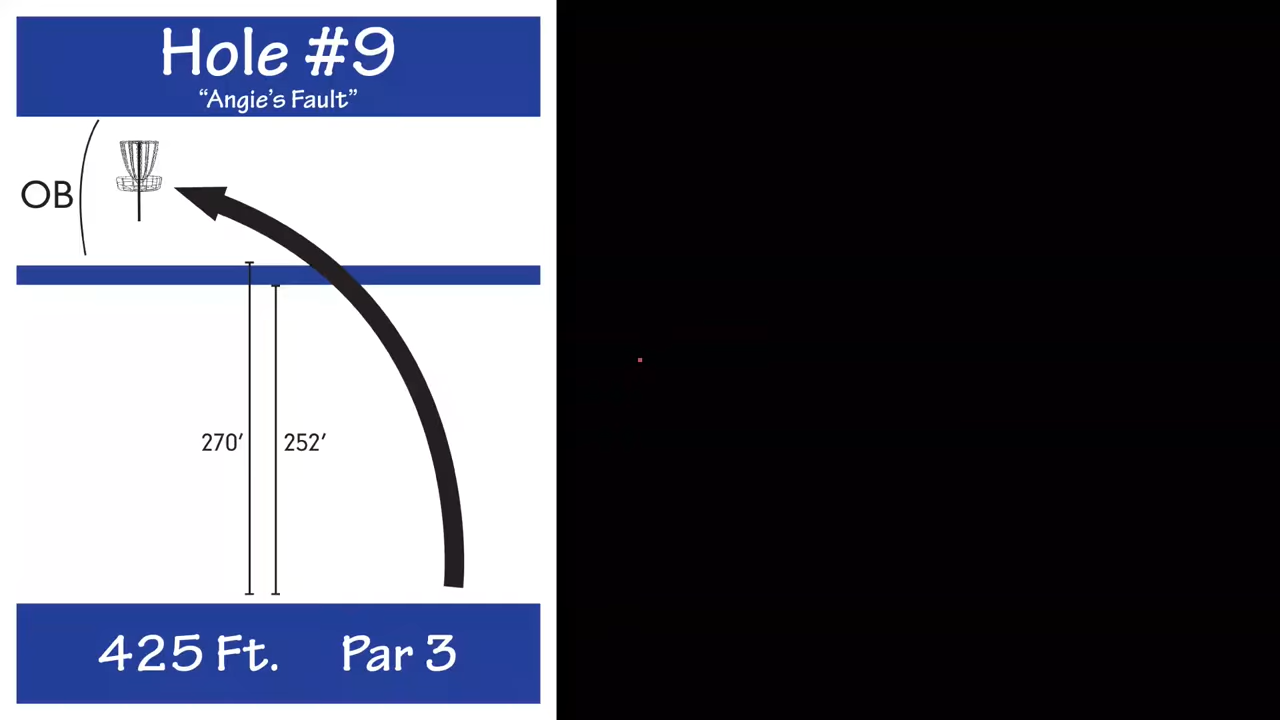 Hole #9
“Angie’s Fault”
OB
270’ 252’
425 Ft. Par 3